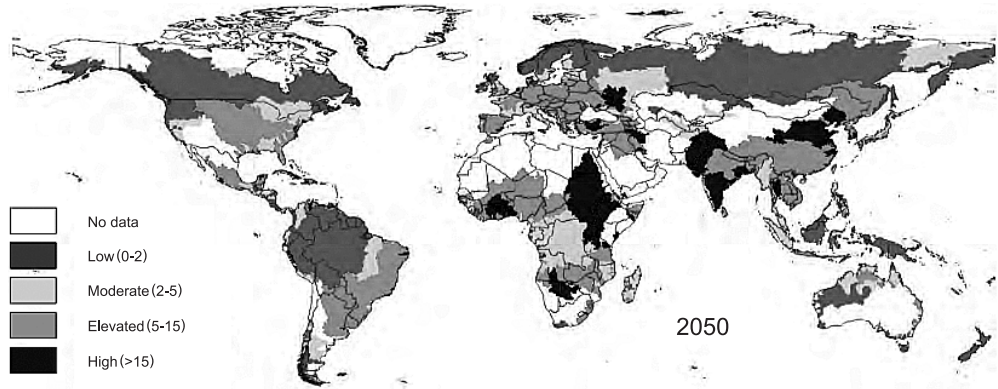 No data
Low (0-2)
Moderate (2-5)
Elevated (5-15)
High (>15)
2050